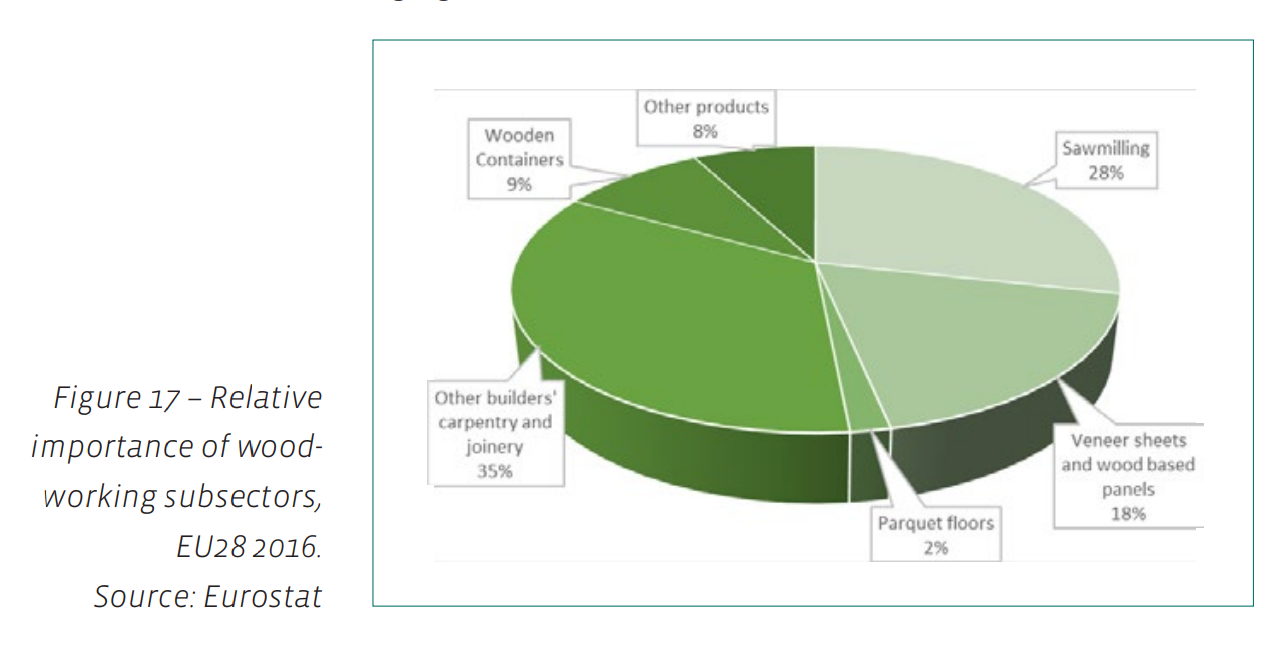 Other products
8%
Wooden
Containers
9%
Sawmilling
28%
Other builders'
carpentry and
joinery
35%
Veneer sheets
and wood based
panels
18%
Parquet floors
2%
Figure 17 – Relative
importance of wood-
working subsectors,
EU28 2016.
Source: Eurostat